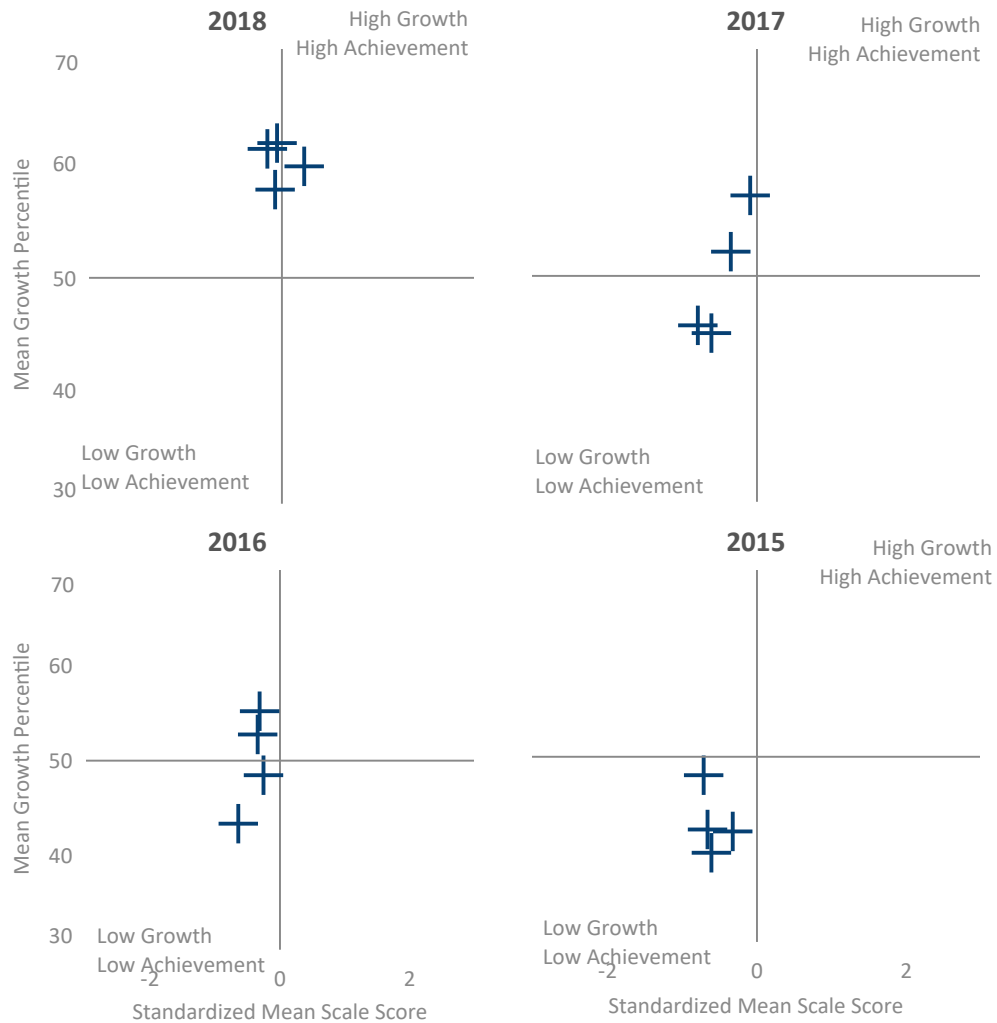 2018
High Growth
High Achievement
70
60
50
40
30
Mean Growth Percentile
Low Growth
Low Achievement
2017
High Growth
High Achievement
Low Growth
Low Achievement
2016
70
60
50
40
30
Mean Growth Percentile
Low Growth
Low Achievement
-2
0
2
Standardized Mean Scale Score
2015
High Growth
High Achievement
Low Growth
Low Achievement
-2
0
2
Standardized Mean Scale Score